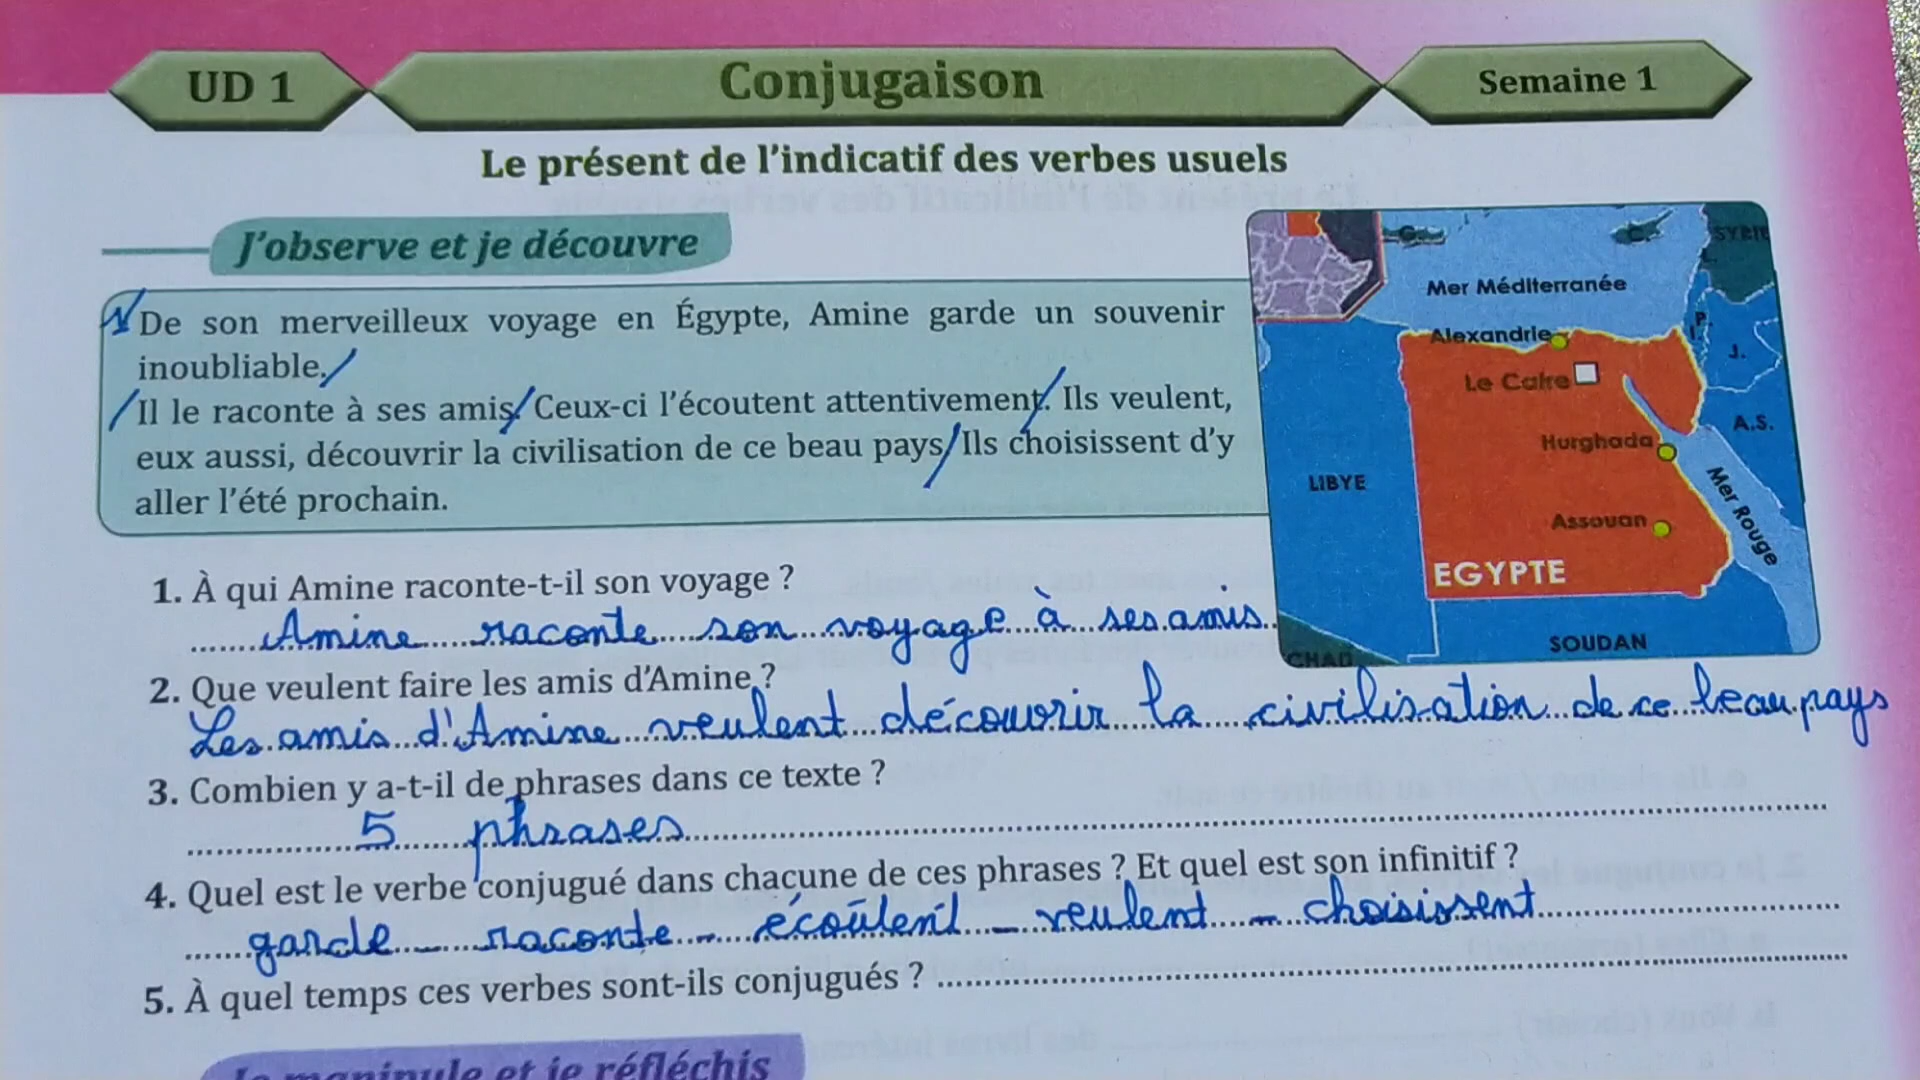 UD 1
Conjugaison
Semaine 1
Le présent de l'indicatif des verbes usuels
J'observe et je découvre
De son merveilleux voyage en Égypte, Amine garde un souvenir
inoubliable.
Il le raconte à ses amis. Ceux-ci l'écoutent attentivement. Ils veulent,
eux aussi, découvrir la civilisation de ce beau pays. Ils choisissent d'y
aller l'été prochain.
SYRIE
Mer Méditerranée
P.
Alexandrie
J.
Le Caire
A.S.
Hurghada
LIBYE
Mer Rouge
Assouan
EGYPTE
SOUDAN
CHAD
1. À qui Amine raconte-t-il son voyage ?
Amine raconte son voyage à ses amis.
2. Que veulent faire les amis d'Amine ?
Les amis d'Amine veulent découvrir la civilisation de ce beau pays
3. Combien y a-t-il de phrases dans ce texte ?
5 phrases
4. Quel est le verbe conjugué dans chacune de ces phrases ? Et quel est son infinitif ?
garde - raconte - écoutent - veulent - choisissent
5. À quel temps ces verbes sont-ils conjugués ?
Je manipule et je réfléchis